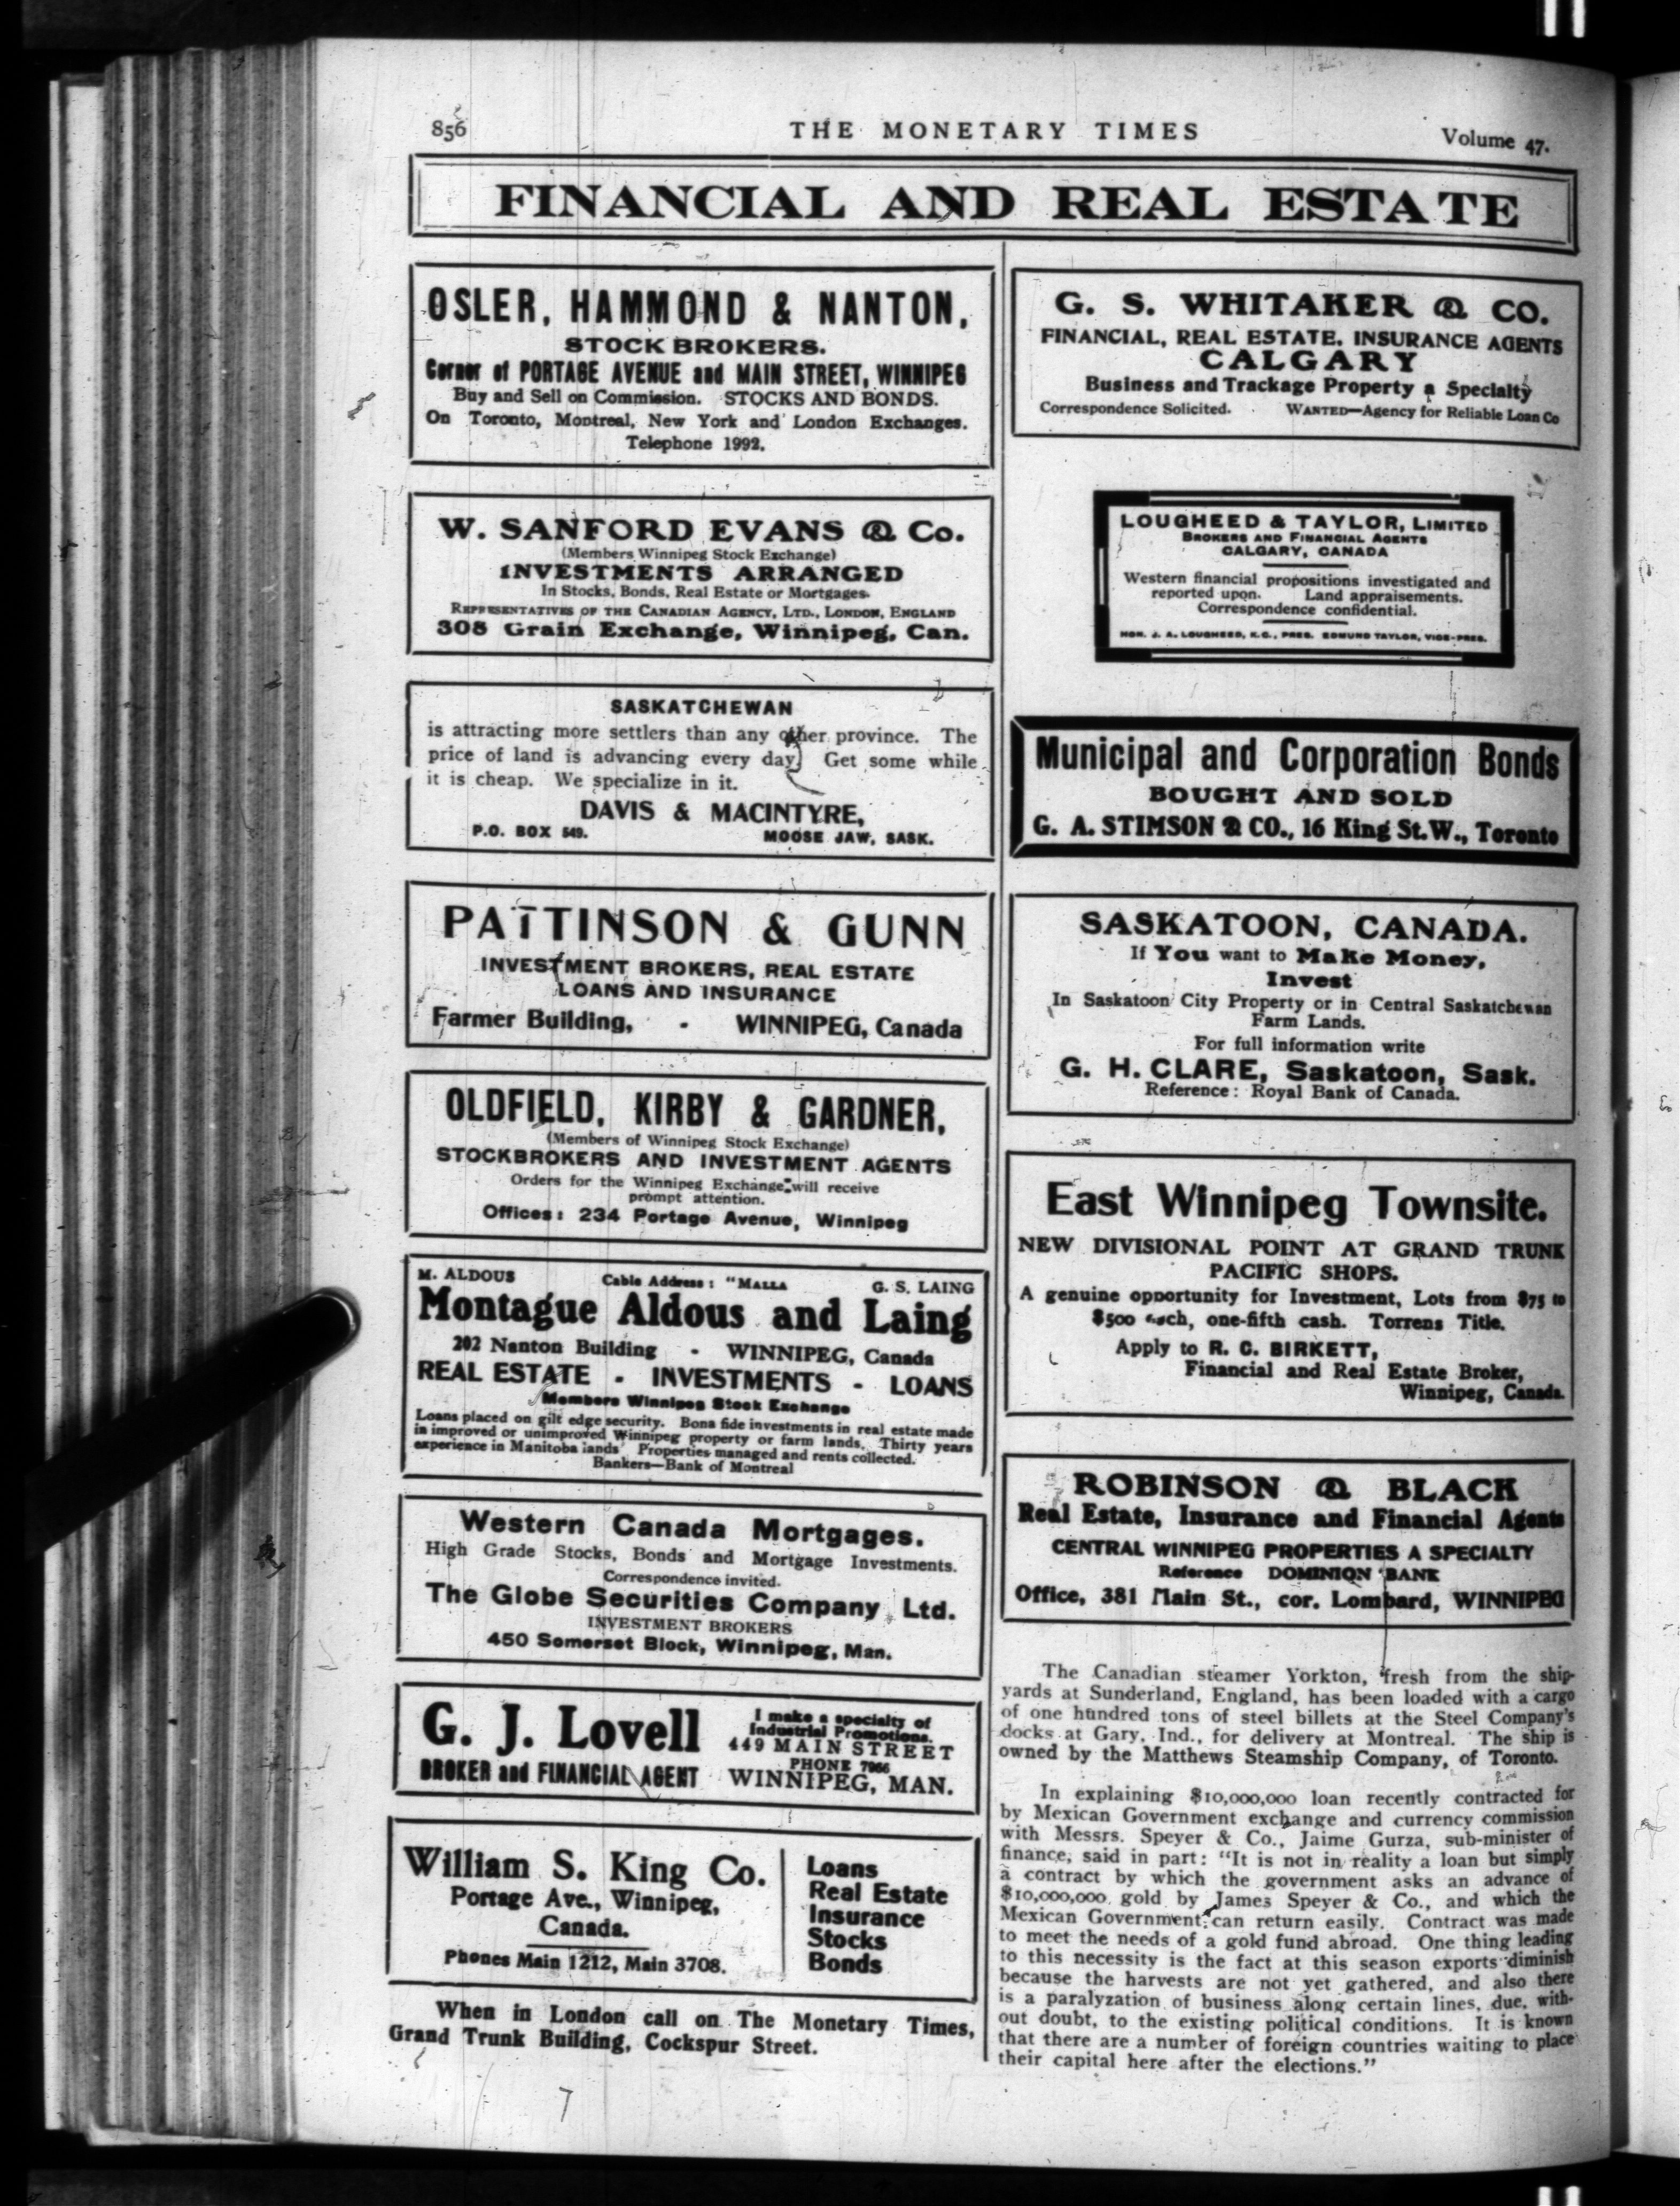 856
THE MONETARY TIMES
Volume 47.
FINANCIAL AND REAL ESTATE
OSLER, HAMMOND & NANTON,
STOCK BROKERS.
Corner of PORTAGE AVENUE and MAIN STREET, WINNIPEG
Buy and Sell on Commission. STOCKS AND BONDS.
On Toronto, Montreal, New York and London Exchanges.
Telephone 1992.
W. SANFORD EVANS & Co.
(Members Winnipeg Stock Exchange)
INVESTMENTS ARRANGED
In Stocks, Bonds, Real Estate or Mortgages.
REPRESENTATIVES OF THE CANADIAN AGENCY, LTD., LONDON, ENGLAND
308 Grain Exchange, Winnipeg, Can.
SASKATCHEWAN
is attracting more settlers than any other province. The
price of land is advancing every day. Get some while
it is cheap. We specialize in it.
DAVIS & MACINTYRE,
P.O. BOX 549. MOOSE JAW, SASK.
PATTINSON & GUNN
INVESTMENT BROKERS, REAL ESTATE
LOANS AND INSURANCE
Farmer Building, - WINNIPEG, Canada
OLDFIELD, KIRBY & GARDNER,
(Members of Winnipeg Stock Exchange)
STOCKBROKERS AND INVESTMENT AGENTS
Orders for the Winnipeg Exchange will receive
prompt attention.
Offices: 234 Portage Avenue, Winnipeg
M. ALDOUS Cable Address: "MALLA G. S. LAING
Montague Aldous and Laing
202 Nanton Building - WINNIPEG, Canada
REAL ESTATE - INVESTMENTS - LOANS
Members Winnipeg Stock Exchange
Loans placed on gilt edge security. Bona fide investments in real estate made
in improved or unimproved Winnipeg property or farm lands. Thirty years
experience in Manitoba lands Properties managed and rents collected.
Bankers—Bank of Montreal
Western Canada Mortgages.
High Grade Stocks, Bonds and Mortgage Investments.
Correspondence invited.
The Globe Securities Company Ltd.
INVESTMENT BROKERS
450 Somerset Block, Winnipeg, Man.
G. J. Lovell
BROKER and FINANCIAL AGENT
I make a specialty of
Industrial Promotions.
449 MAIN STREET
PHONE 7966
WINNIPEG, MAN.
William S. King Co.
Portage Ave., Winnipeg,
Canada.
Phones Main 1212, Main 3708.
Loans
Real Estate
Insurance
Stocks
Bonds
When in London call on The Monetary Times,
Grand Trunk Building, Cockspur Street.
G. S. WHITAKER & CO.
FINANCIAL, REAL ESTATE, INSURANCE AGENTS
CALGARY
Business and Trackage Property a Specialty
Correspondence Solicited. WANTED—Agency for Reliable Loan Co
LOUGHEED & TAYLOR, LIMITED
BROKERS AND FINANCIAL AGENTS
CALGARY, CANADA
Western financial propositions investigated and
reported upon. Land appraisements.
Correspondence confidential.
HON. J. A. LOUGHEED, K.C., PRES. EDMUND TAYLOR, VICE-PRES.
Municipal and Corporation Bonds
BOUGHT AND SOLD
G. A. STIMSON & CO., 16 King St. W., Toronto
SASKATOON, CANADA.
If You want to Make Money,
Invest
In Saskatoon City Property or in Central Saskatchewan
Farm Lands.
For full information write
G. H. CLARE, Saskatoon, Sask.
Reference: Royal Bank of Canada.
East Winnipeg Townsite.
NEW DIVISIONAL POINT AT GRAND TRUNK
PACIFIC SHOPS.
A genuine opportunity for Investment, Lots from $75 to
$500 each, one-fifth cash. Torrens Title.
Apply to R. C. BIRKETT,
Financial and Real Estate Broker,
Winnipeg, Canada.
ROBINSON & BLACK
Real Estate, Insurance and Financial Agents
CENTRAL WINNIPEG PROPERTIES A SPECIALTY
Reference DOMINION BANK
Office, 381 Main St., cor. Lombard, WINNIPEG
The Canadian steamer Yorkton, fresh from the ship-
yards at Sunderland, England, has been loaded with a cargo
of one hundred tons of steel billets at the Steel Company's
docks at Gary, Ind., for delivery at Montreal. The ship is
owned by the Matthews Steamship Company, of Toronto.
In explaining $10,000,000 loan recently contracted for
by Mexican Government exchange and currency commission
with Messrs. Speyer & Co., Jaime Gurza, sub-minister of
finance, said in part: "It is not in reality a loan but simply
a contract by which the government asks an advance of
$10,000,000 gold by James Speyer & Co., and which the
Mexican Government can return easily. Contract was made
to meet the needs of a gold fund abroad. One thing leading
to this necessity is the fact at this season exports diminish
because the harvests are not yet gathered, and also there
is a paralyzation of business along certain lines, due, with-
out doubt, to the existing political conditions. It is known
that there are a number of foreign countries waiting to place
their capital here after the elections."